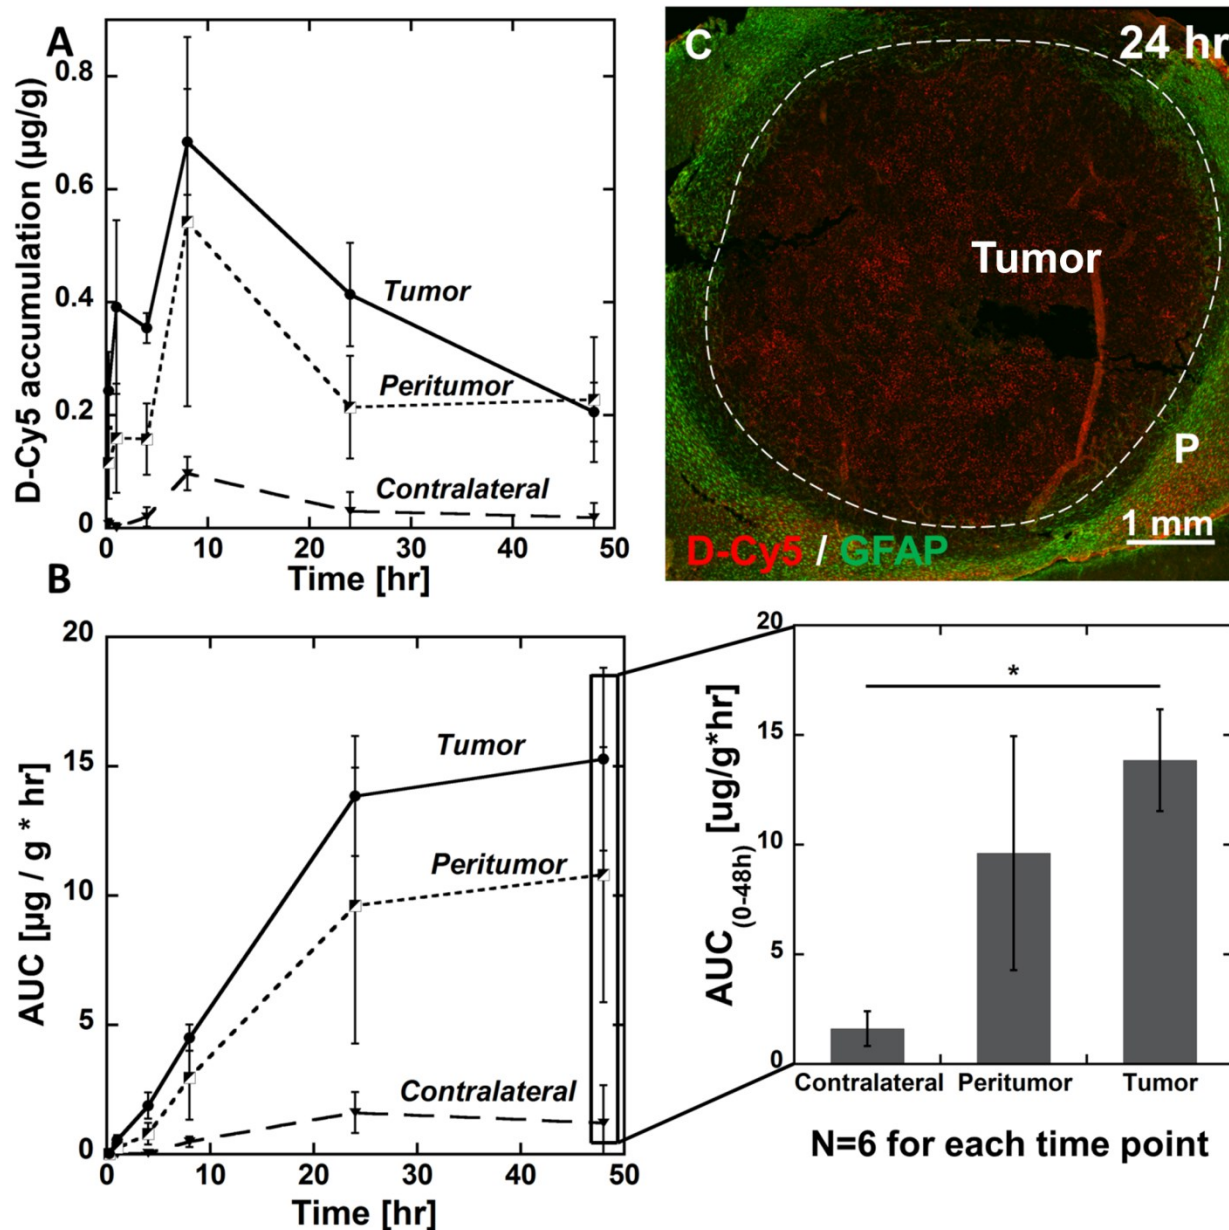 A
D-Cy5 accumulation (µg/g)
0.8
0.6
0.4
0.2
0
Tumor
Peritumor
Contralateral
0 10 20 30 40 50
Time [hr]
C
24 hr
Tumor
P
1 mm
D-Cy5 / GFAP
B
AUC [µg / g * hr]
20
15
10
5
0
Tumor
Peritumor
Contralateral
0 10 20 30 40 50
Time [hr]
AUC(0-48h) [ug/g*hr]
20
15
10
5
0
*
Contralateral Peritumor Tumor
N=6 for each time point